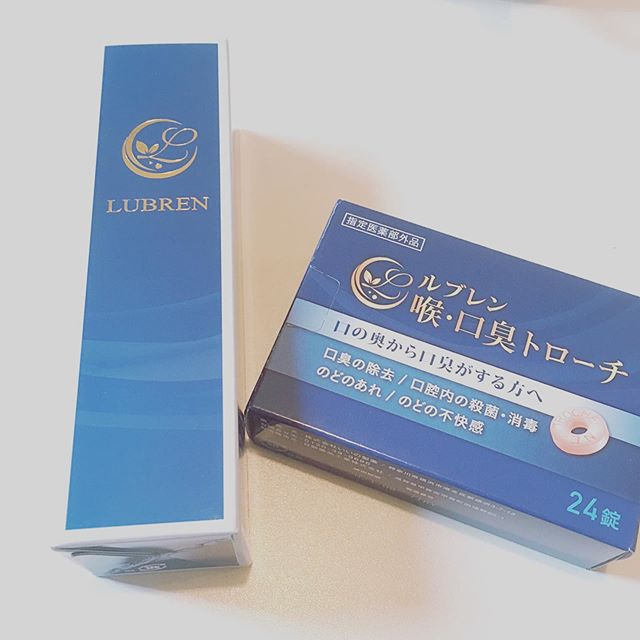 LUBREN
指定医薬部外品
ルブレン
喉・口臭トローチ
口の奥から口臭がする方へ
口臭の除去/口腔内の殺菌・消毒
のどのあれ/のどの不快感
24錠